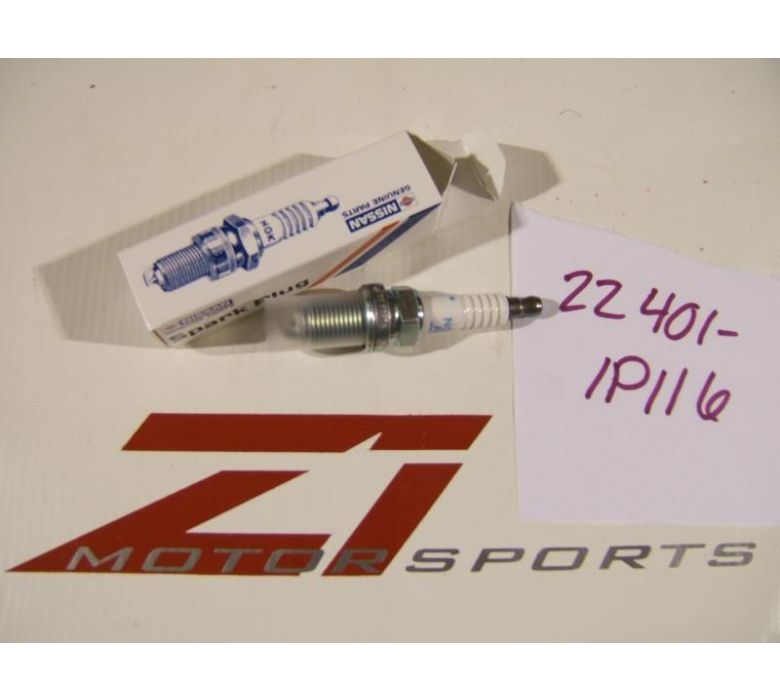 NISSAN
GENUINE PARTS
NGK
Spark Plug
22401-
1P116
Z1
MOTORSPORTS